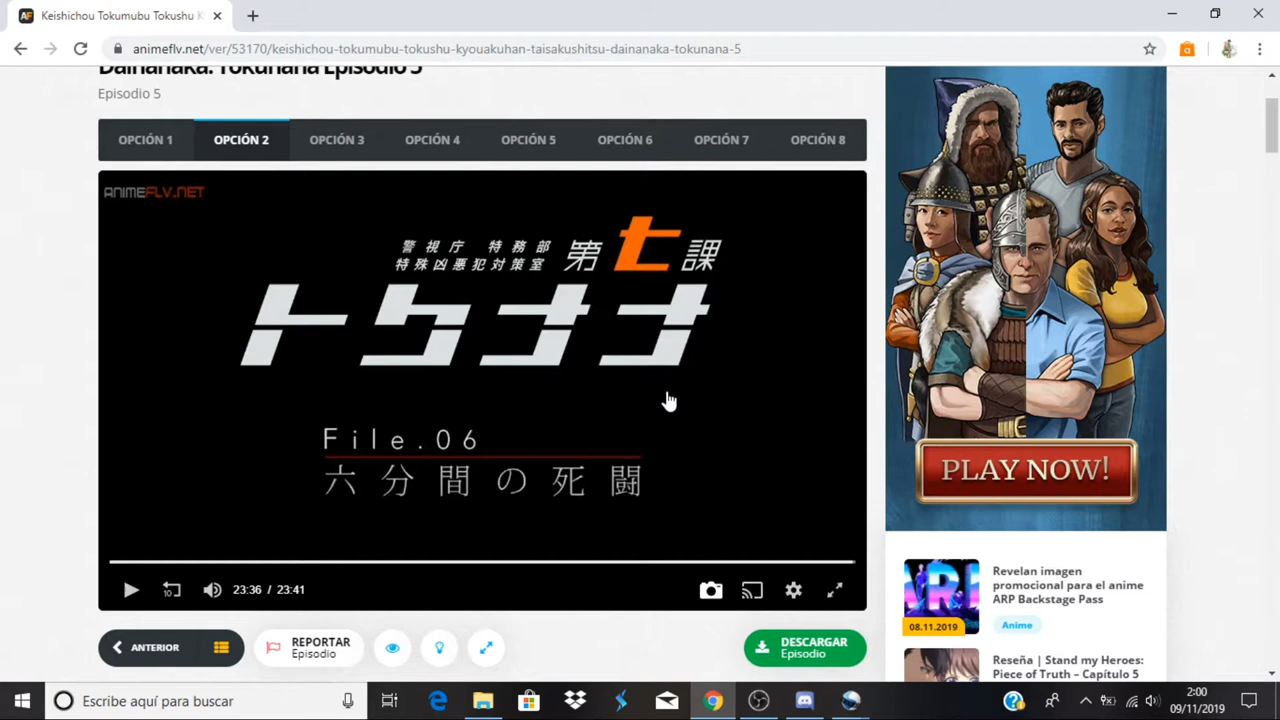 Keishichou Tokumubu Tokushu K
animeflv.net/ver/53170/keishichou-tokumubu-tokushu-kyouakuhan-taisakushitsu-dainanaka-tokunana-5
Dainanaka: Tokunana Episodio 5
Episodio 5
OPCIÓN 1
OPCIÓN 2
OPCIÓN 3
OPCIÓN 4
OPCIÓN 5
OPCIÓN 6
OPCIÓN 7
OPCIÓN 8
ANIMEFLV.NET
警視庁 特務部
特殊凶悪犯対策室
第七課
トクナナ
File.06
六分間の死闘
10
23:36 / 23:41
ANTERIOR
REPORTAR
Episodio
DESCARGAR
Episodio
PLAY NOW!
08.11.2019
Revelan imagen
promocional para el anime
ARP Backstage Pass
Anime
Reseña | Stand my Heroes:
Piece of Truth – Capítulo 5
Escribe aquí para buscar
2:00
09/11/2019